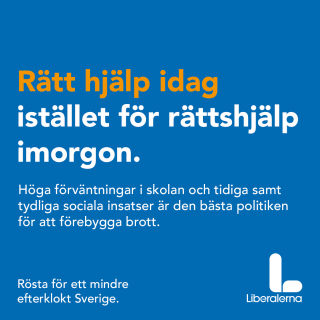 Rätt hjälp idag
istället för rättshjälp
imorgon.
Höga förväntningar i skolan och tidiga samt
tydliga sociala insatser är den bästa politiken
för att förebygga brott.
Rösta för ett mindre
efterklokt Sverige.
Liberalerna